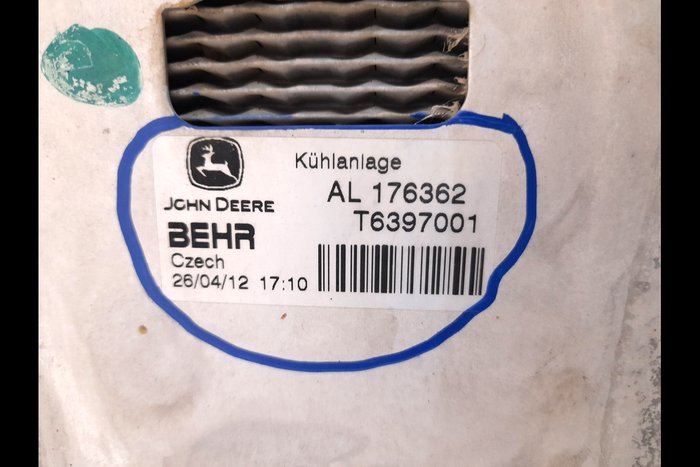 Kühlanlage
JOHN DEERE
AL 176362
T6397001
BEHR
Czech
26/04/12 17:10